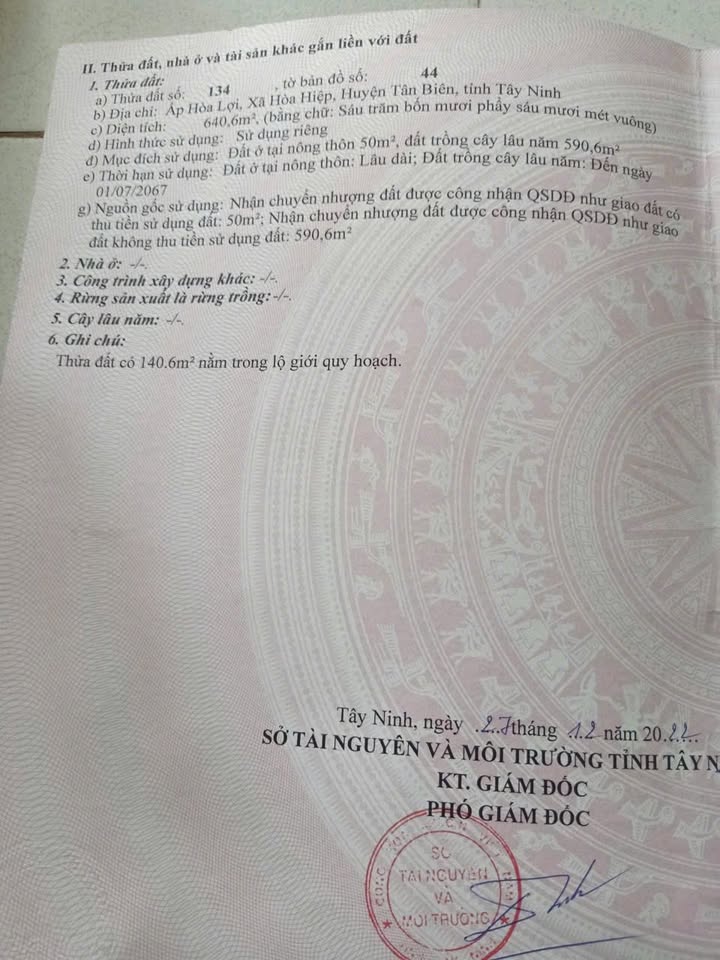 II. Thửa đất, nhà ở và tài sản khác gắn liền với đất
1. Thửa đất:
a) Thửa đất số: 134 , tờ bản đồ số: 44
b) Địa chỉ: Ấp Hòa Lợi, Xã Hòa Hiệp, Huyện Tân Biên, tỉnh Tây Ninh
c) Diện tích: 640,6m², (bằng chữ: Sáu trăm bốn mươi phẩy sáu mươi mét vuông)
d) Hình thức sử dụng: Sử dụng riêng
đ) Mục đích sử dụng: Đất ở tại nông thôn 50m², đất trồng cây lâu năm 590,6m²
e) Thời hạn sử dụng: Đất ở tại nông thôn: Lâu dài; Đất trồng cây lâu năm: Đến ngày
01/07/2067
g) Nguồn gốc sử dụng: Nhận chuyển nhượng đất được công nhận QSDĐ như giao đất có
thu tiền sử dụng đất: 50m²; Nhận chuyển nhượng đất được công nhận QSDĐ như giao
đất không thu tiền sử dụng đất: 590,6m²
2. Nhà ở: -/-.
3. Công trình xây dựng khác: -/-.
4. Rừng sản xuất là rừng trồng: -/-.
5. Cây lâu năm: -/-.
6. Ghi chú:
Thửa đất có 140.6m² nằm trong lộ giới quy hoạch.
Tây Ninh, ngày 27 tháng 12 năm 2022
SỞ TÀI NGUYÊN VÀ MÔI TRƯỜNG TỈNH TÂY N
KT. GIÁM ĐỐC
PHÓ GIÁM ĐỐC
SỞ
TÀI NGUYÊN
VÀ
MÔI TRƯỜNG